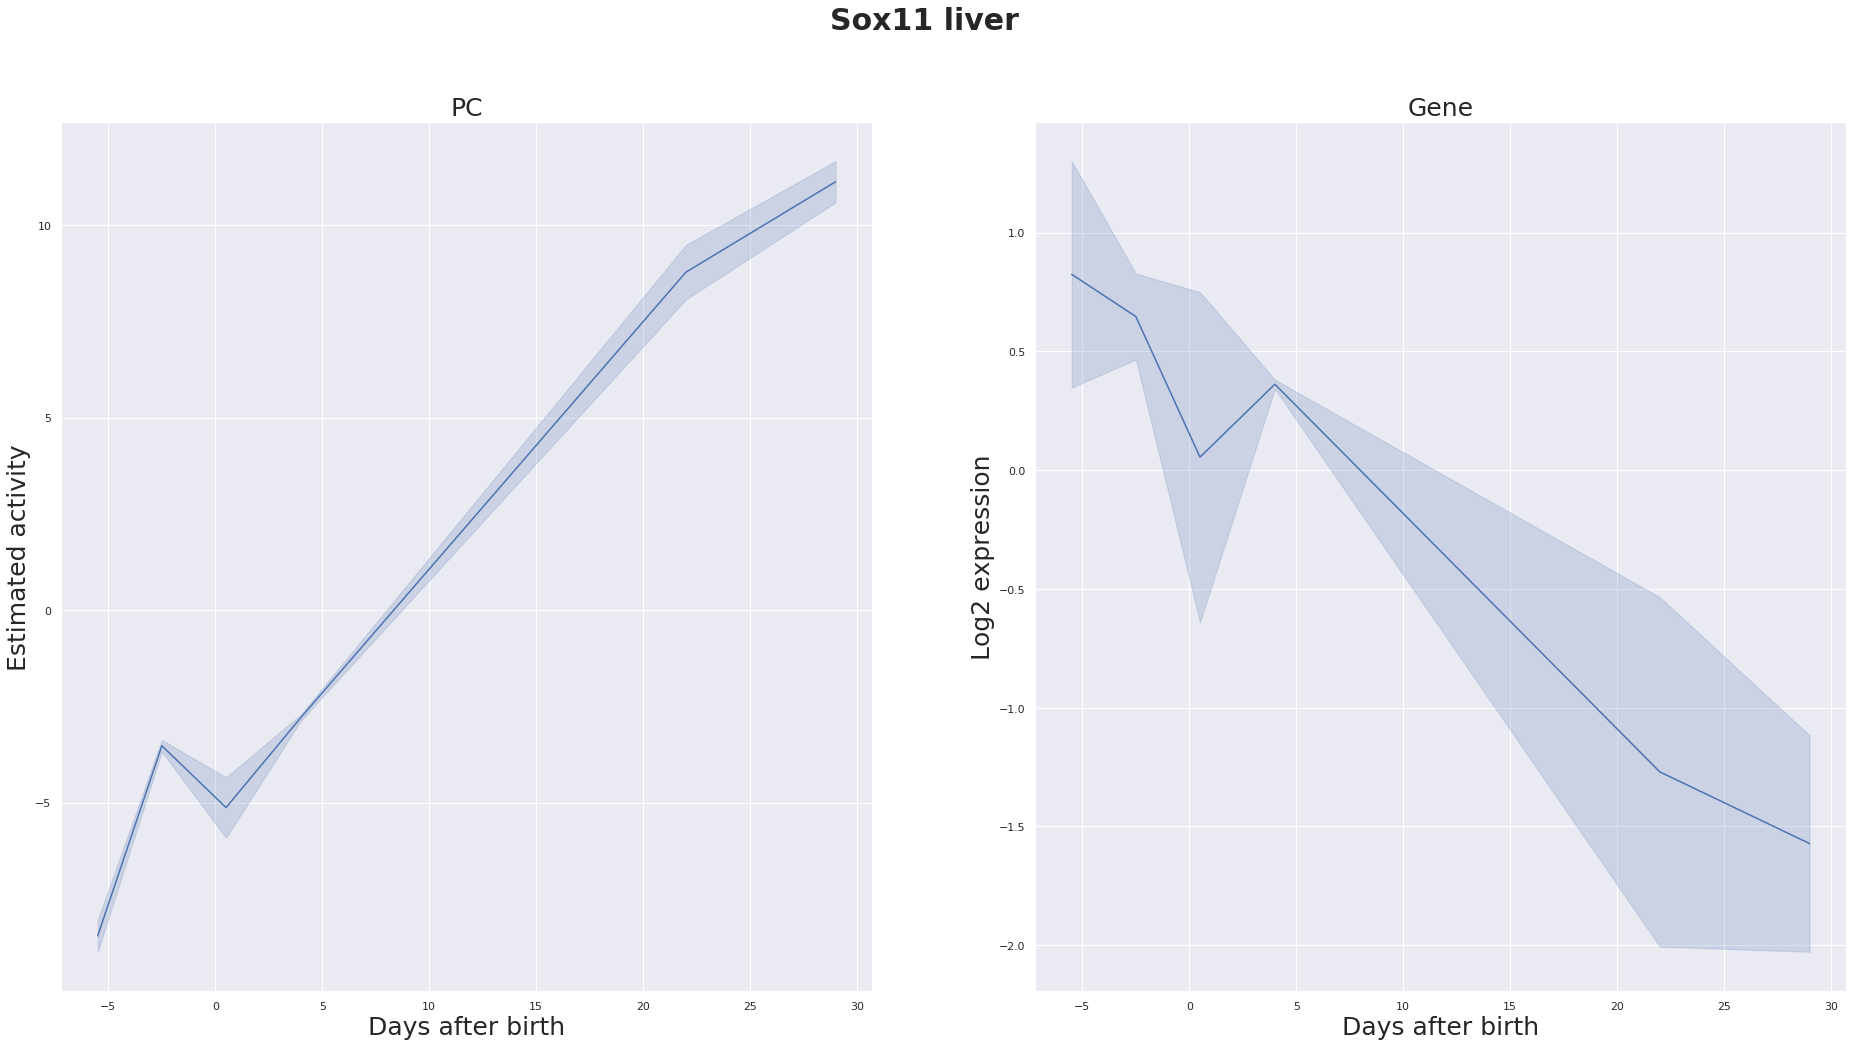 Sox11 liver
PC
Estimated activity
10
5
0
−5
−5 0 5 10 15 20 25 30
Days after birth
Gene
Log2 expression
1.0
0.5
0.0
−0.5
−1.0
−1.5
−2.0
−5 0 5 10 15 20 25 30
Days after birth